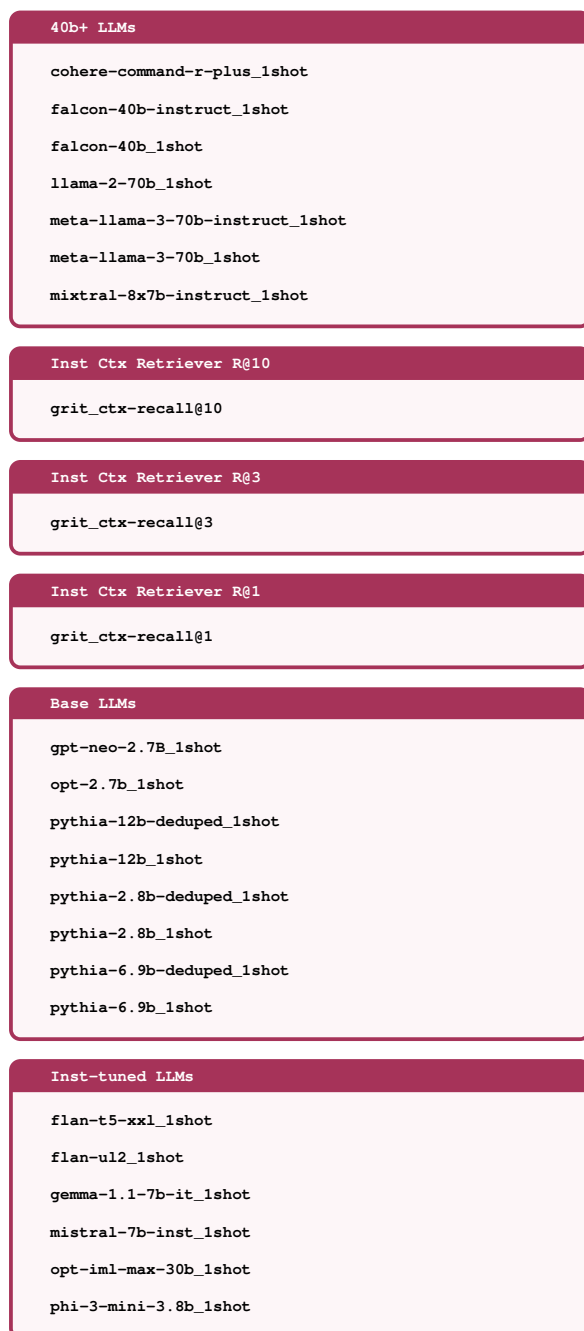 40b+ LLMs
cohere-command-r-plus_1shot
falcon-40b-instruct_1shot
falcon-40b_1shot
llama-2-70b_1shot
meta-llama-3-70b-instruct_1shot
meta-llama-3-70b_1shot
mixtral-8x7b-instruct_1shot
Inst Ctx Retriever R@10
grit_ctx-recall@10
Inst Ctx Retriever R@3
grit_ctx-recall@3
Inst Ctx Retriever R@1
grit_ctx-recall@1
Base LLMs
gpt-neo-2.7B_1shot
opt-2.7b_1shot
pythia-12b-deduped_1shot
pythia-12b_1shot
pythia-2.8b-deduped_1shot
pythia-2.8b_1shot
pythia-6.9b-deduped_1shot
pythia-6.9b_1shot
Inst-tuned LLMs
flan-t5-xxl_1shot
flan-ul2_1shot
gemma-1.1-7b-it_1shot
mistral-7b-inst_1shot
opt-iml-max-30b_1shot
phi-3-mini-3.8b_1shot